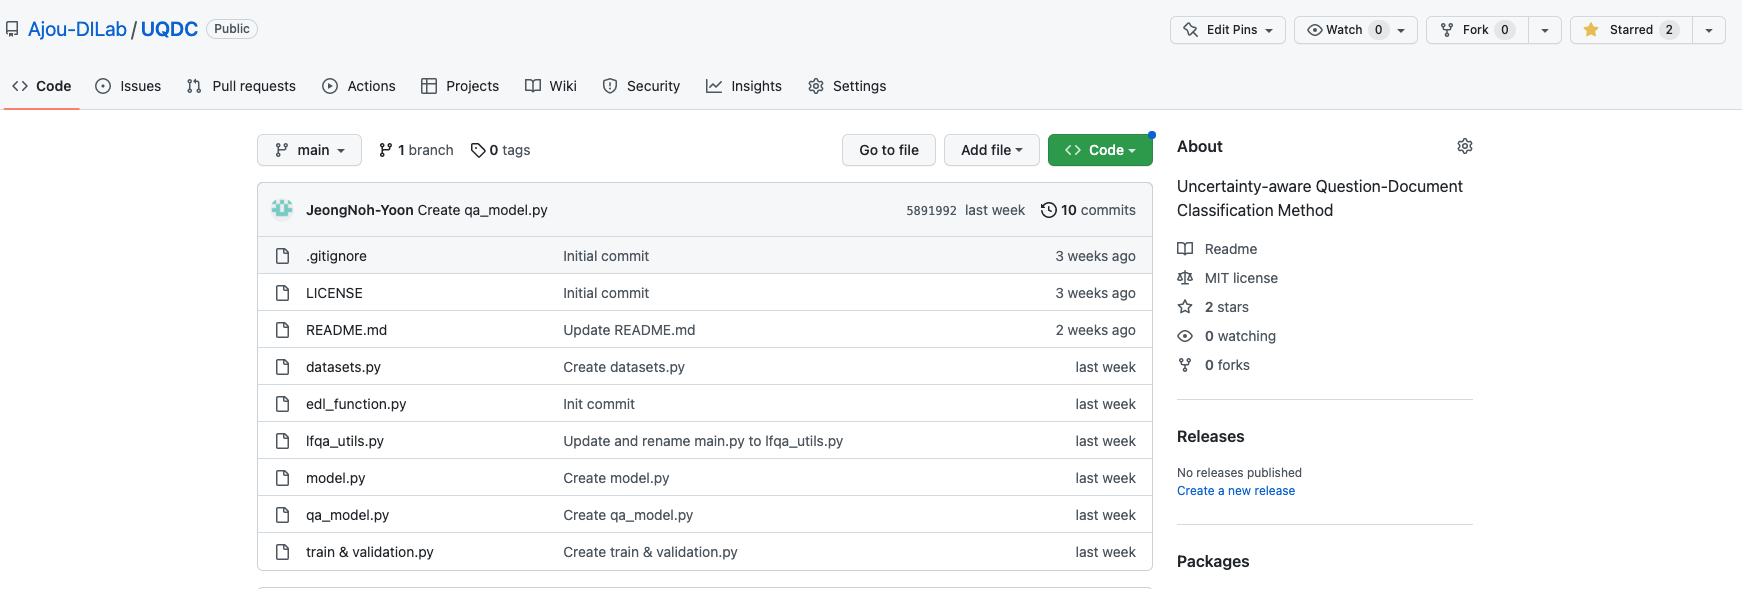 Ajou-DILab / UQDC Public
Edit Pins Watch 0 Fork 0 Starred 2
Code Issues Pull requests Actions Projects Wiki Security Insights Settings
main 1 branch 0 tags Go to file Add file Code
JeongNoh-Yoon Create qa_model.py 5891992 last week 10 commits
.gitignore Initial commit 3 weeks ago
LICENSE Initial commit 3 weeks ago
README.md Update README.md 2 weeks ago
datasets.py Create datasets.py last week
edl_function.py Init commit last week
lfqa_utils.py Update and rename main.py to lfqa_utils.py last week
model.py Create model.py last week
qa_model.py Create qa_model.py last week
train & validation.py Create train & validation.py last week
About
Uncertainty-aware Question-Document
Classification Method
Readme
MIT license
2 stars
0 watching
0 forks
Releases
No releases published
Create a new release
Packages